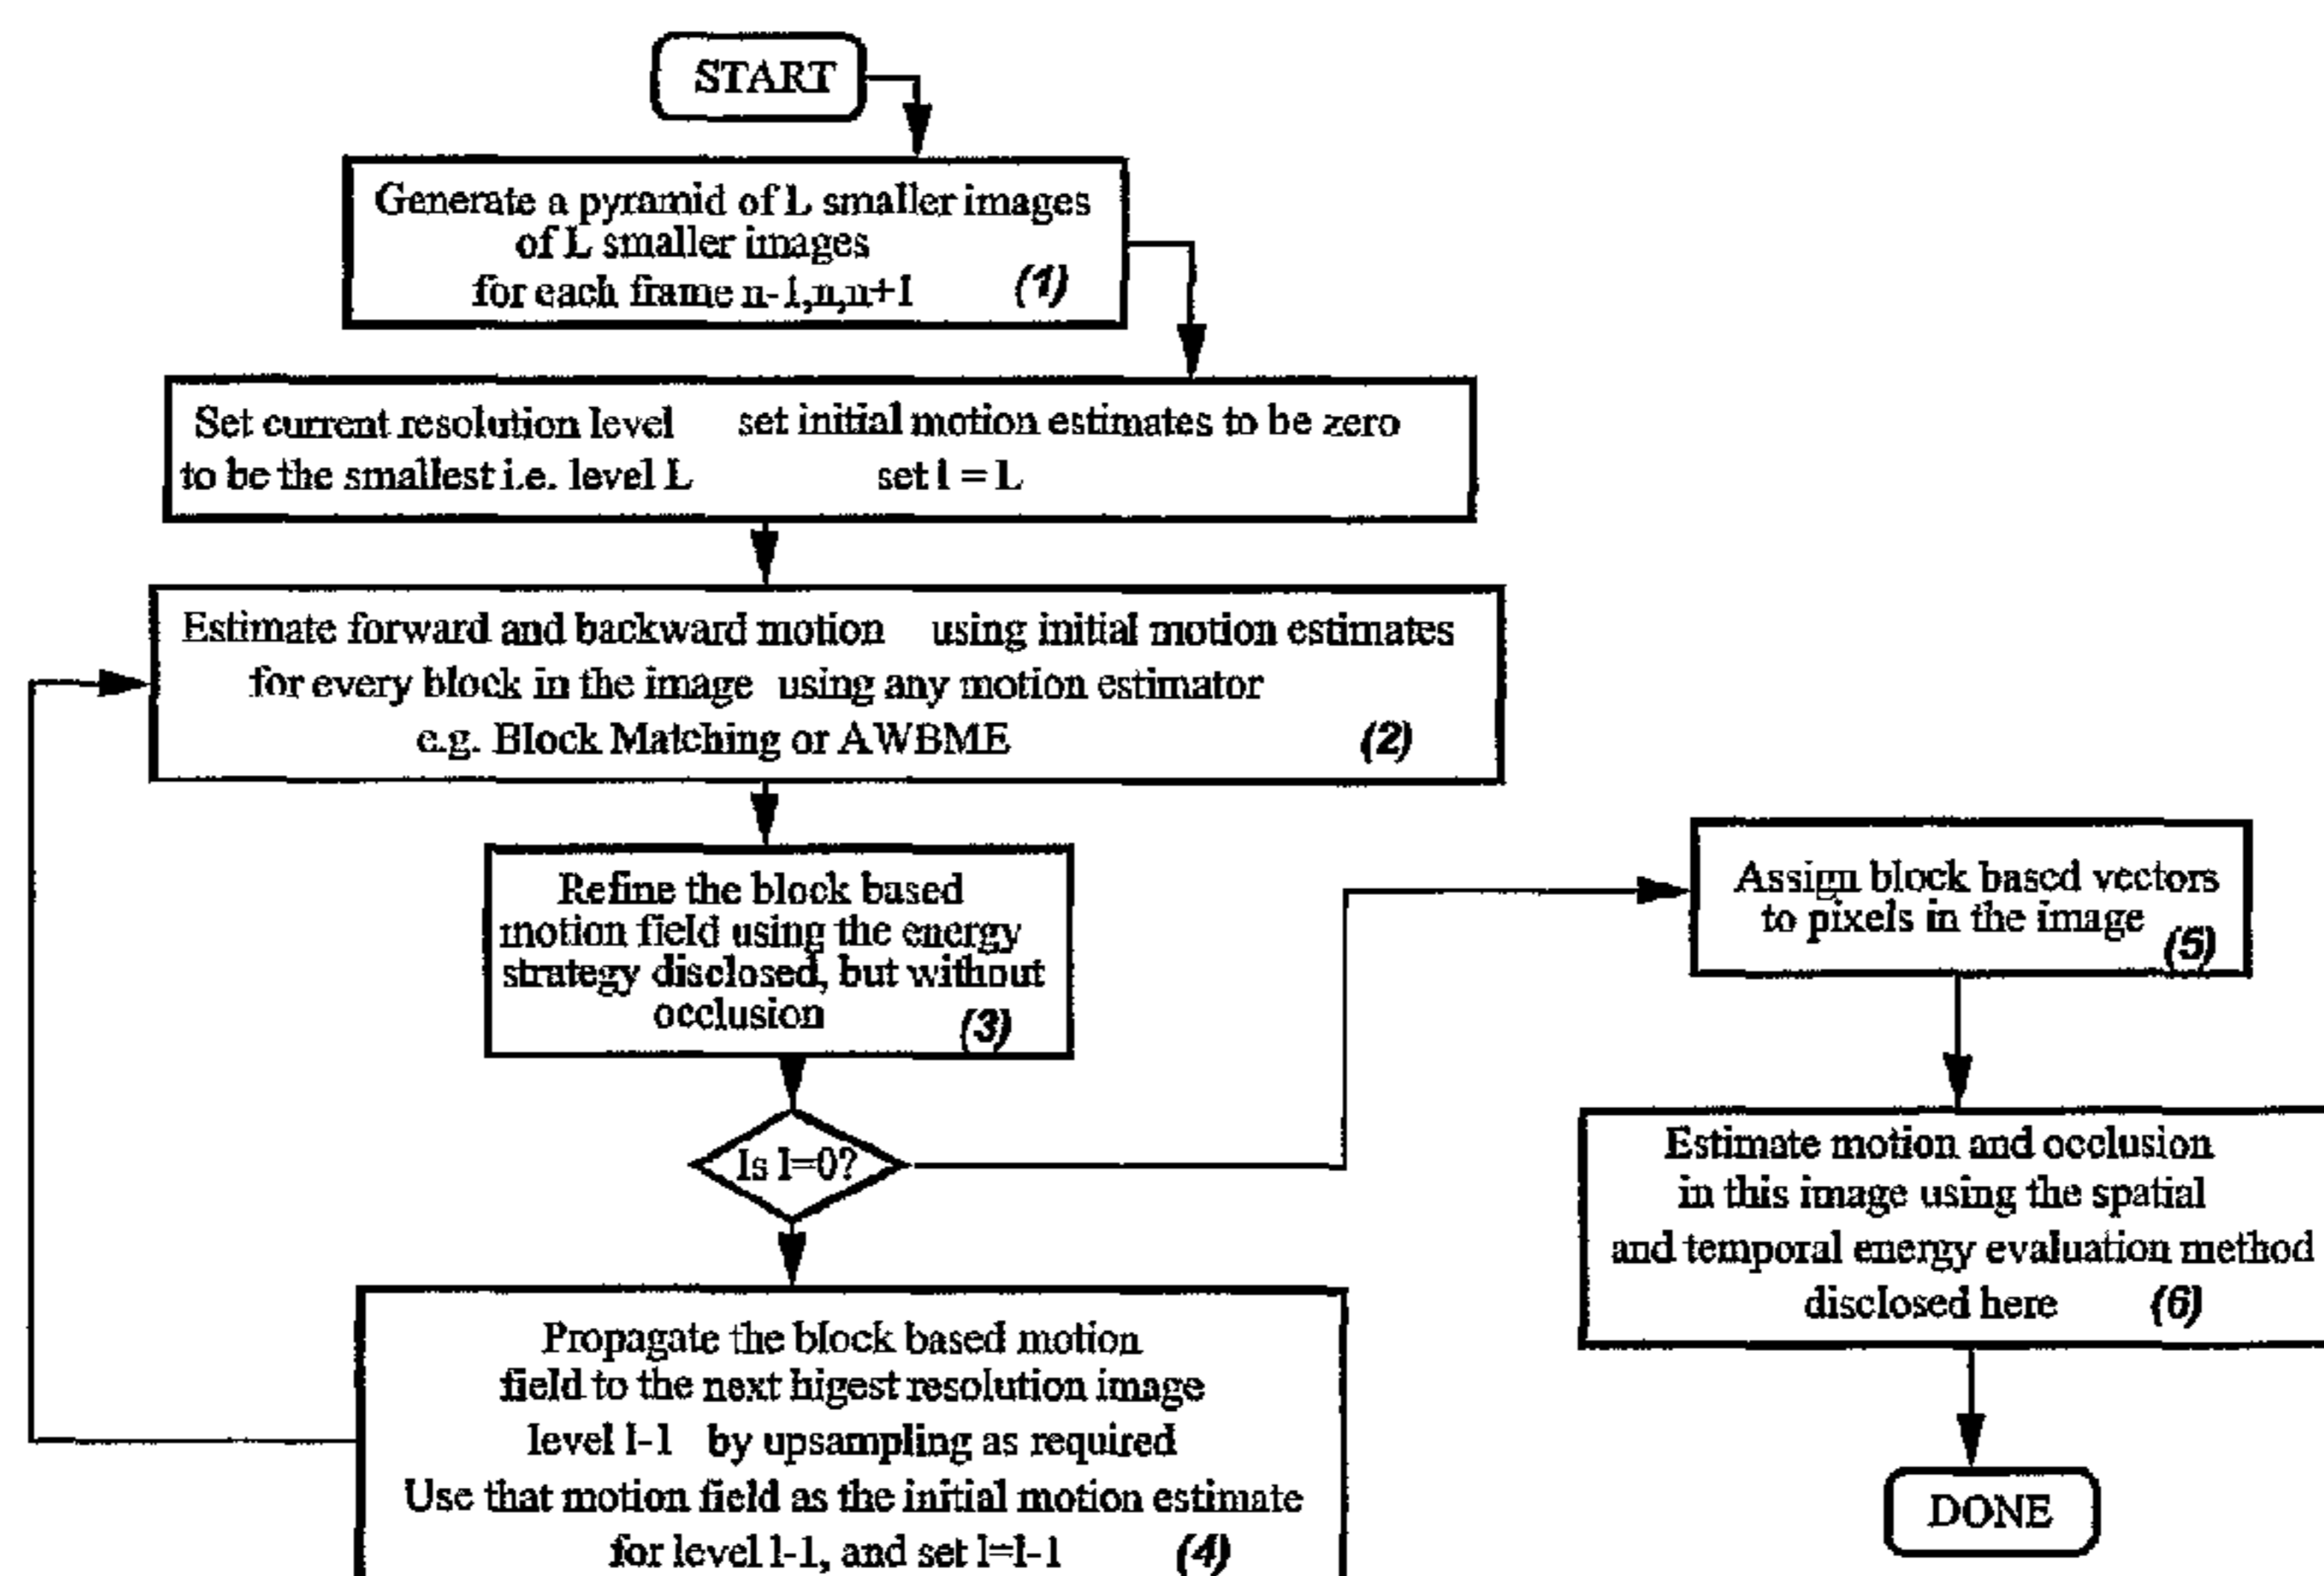 START
Generate a pyramid of L smaller images
of L smaller images
for each frame n-1,n,n+1 (1)
Set current resolution level set initial motion estimates to be zero
to be the smallest i.e. level L set l = L
Estimate forward and backward motion using initial motion estimates
for every block in the image using any motion estimator
e.g. Block Matching or AWBME (2)
Refine the block based
motion field using the energy
strategy disclosed, but without
occlusion (3)
Is l=0?
Propagate the block based motion
field to the next higest resolution image
level l-1 by upsampling as required
Use that motion field as the initial motion estimate
for level l-1, and set l=l-1 (4)
Assign block based vectors
to pixels in the image (5)
Estimate motion and occlusion
in this image using the spatial
and temporal energy evaluation method
disclosed here (6)
DONE